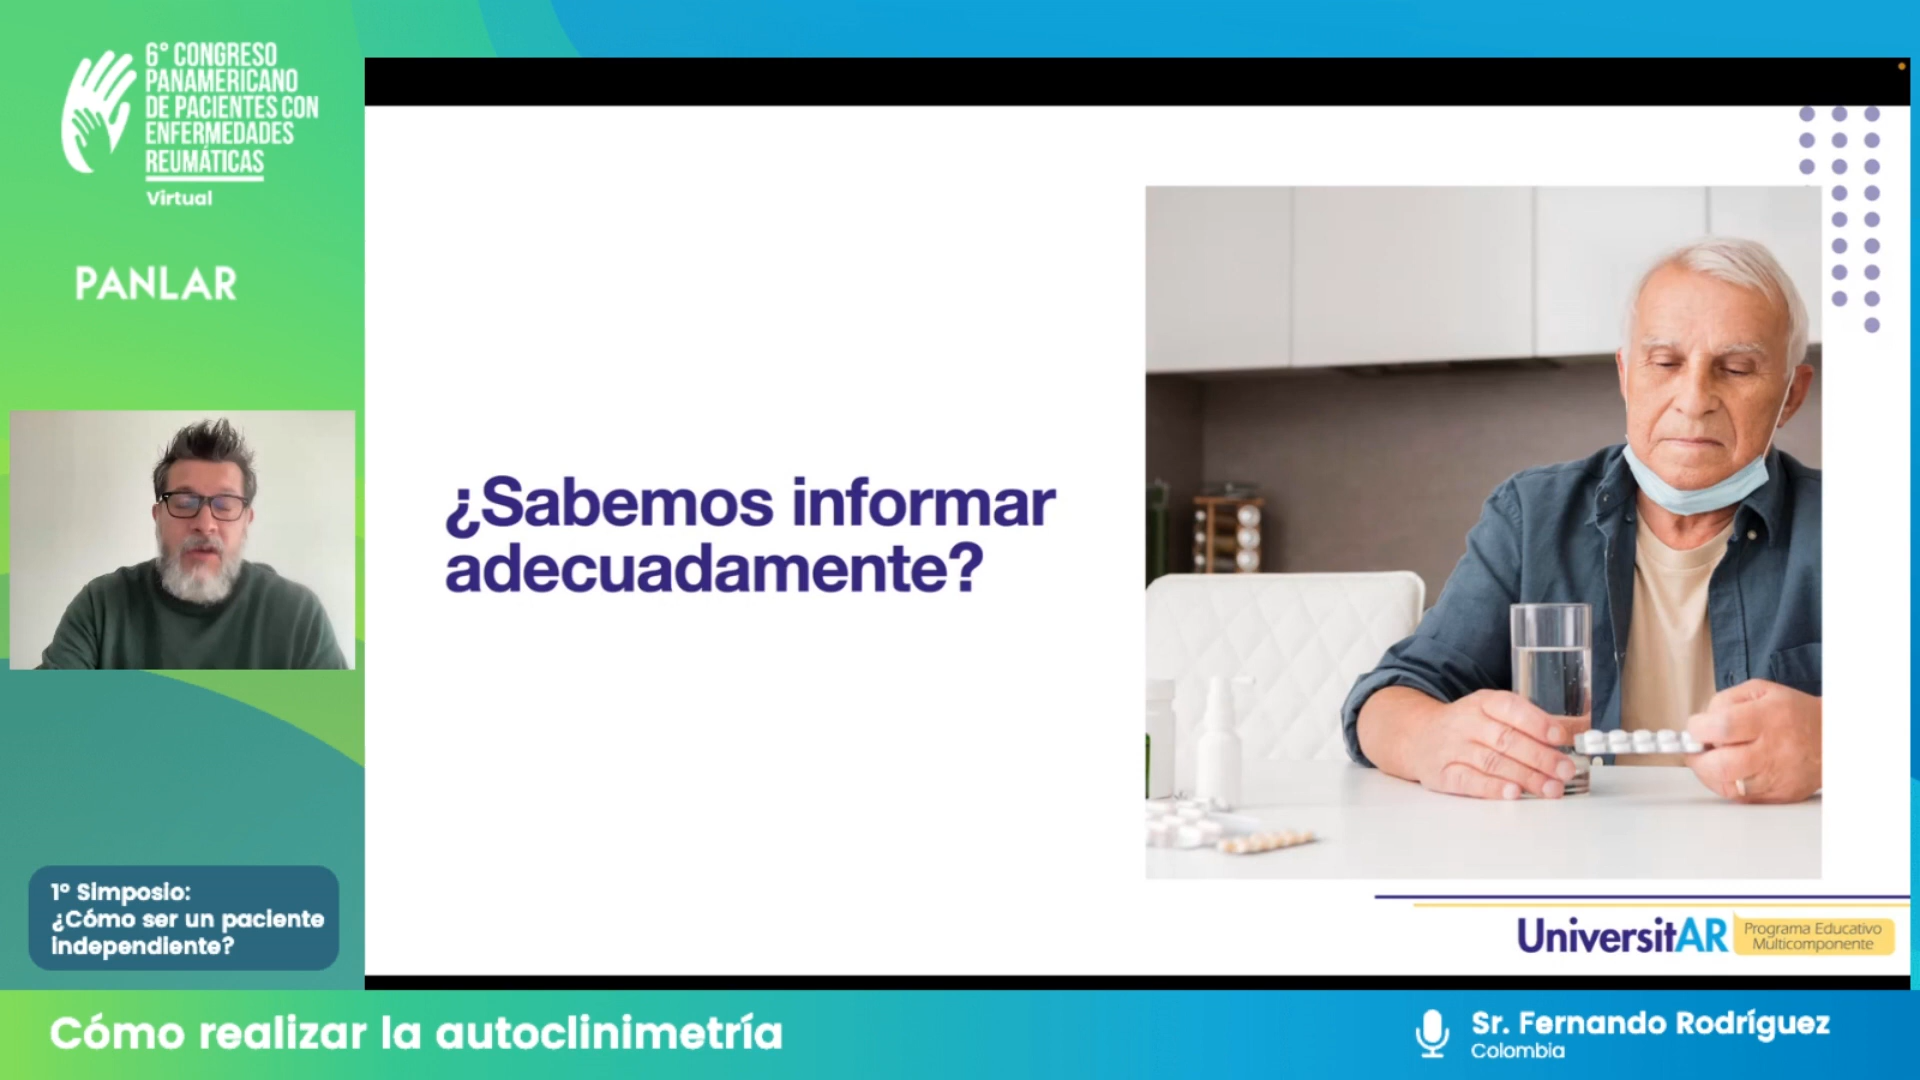 6° CONGRESO
PANAMERICANO
DE PACIENTES CON
ENFERMEDADES
REUMÁTICAS
Virtual
PANLAR
¿Sabemos informar
adecuadamente?
1° Simposio:
¿Cómo ser un paciente
independiente?
UniversitAR
Programa Educativo
Multicomponente
Cómo realizar la autoclinimetría
Sr. Fernando Rodríguez
Colombia